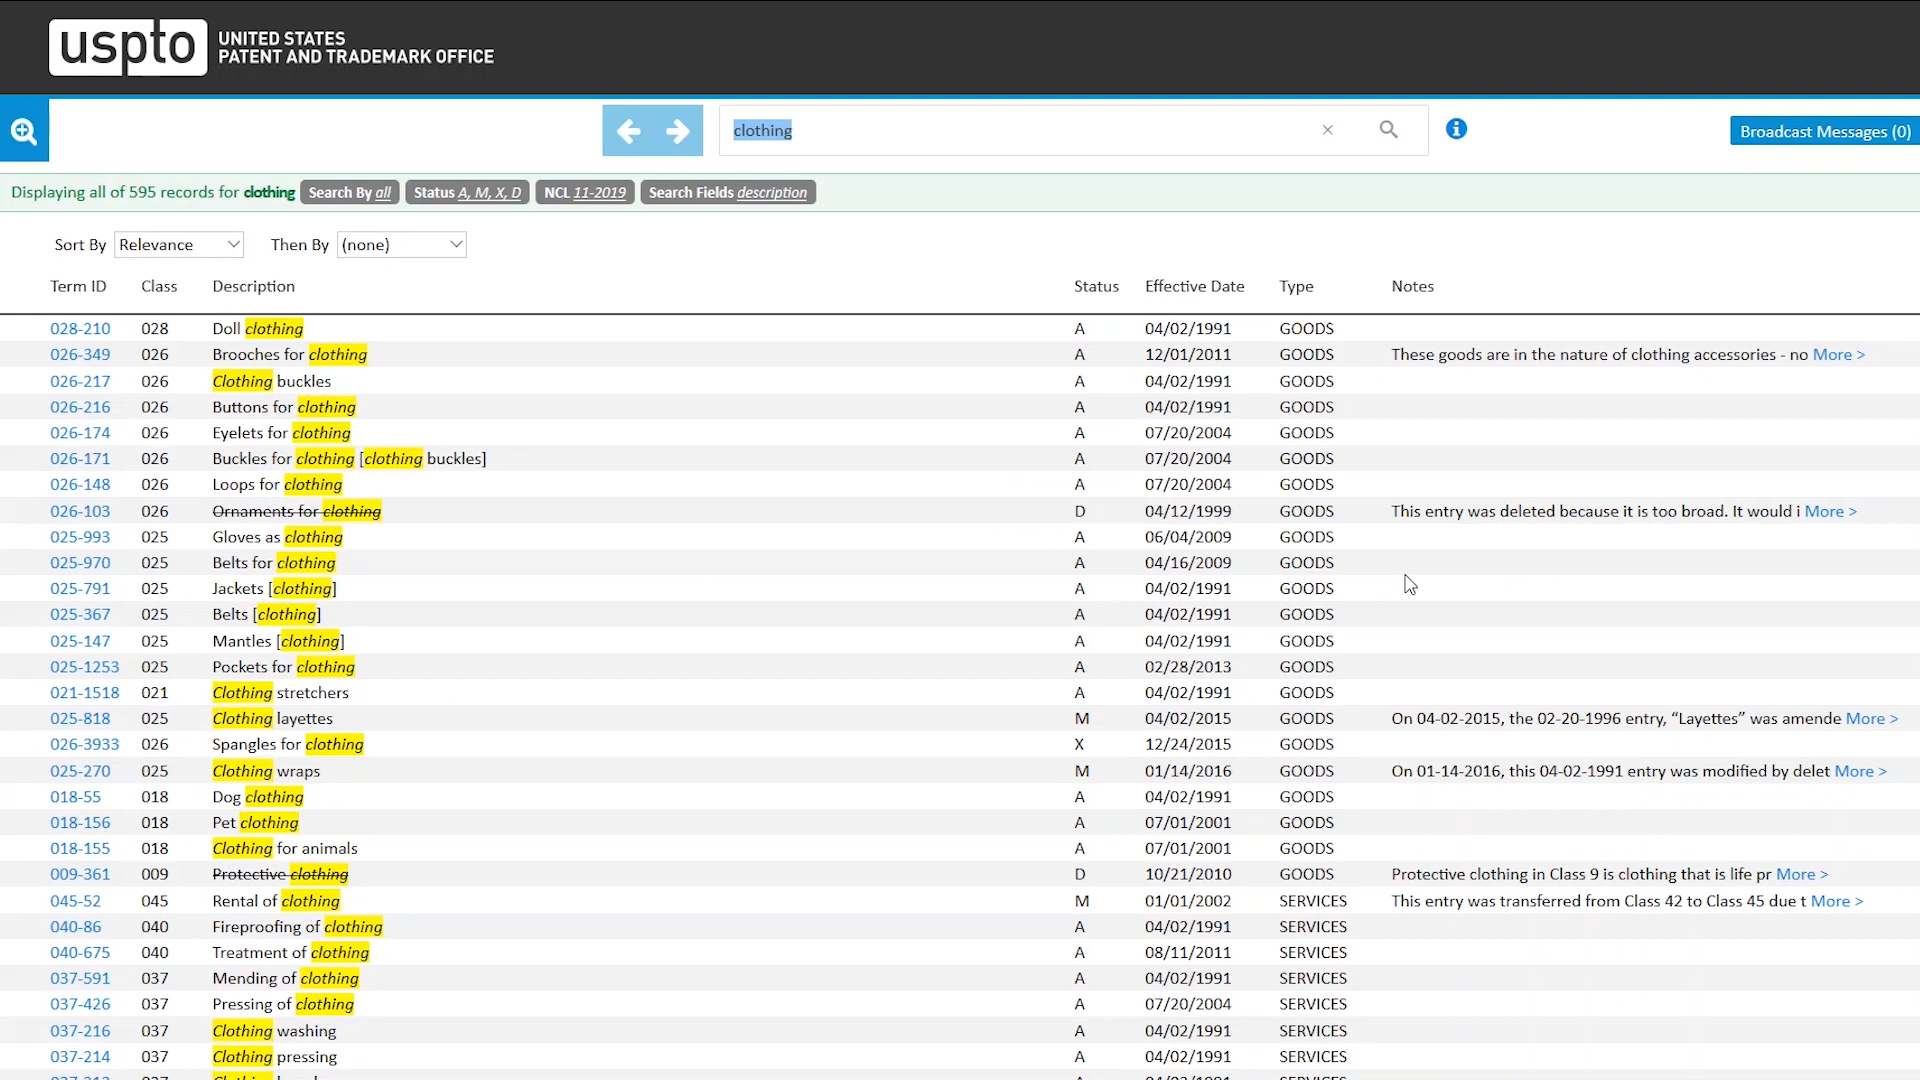 uspto UNITED STATES
PATENT AND TRADEMARK OFFICE
clothing
Broadcast Messages (0)
Displaying all of 595 records for clothing Search By all Status A, M, X, D NCL 11-2019 Search Fields description
Sort By Relevance Then By (none)
Term ID Class Description Status Effective Date Type Notes
028-210 028 Doll clothing A 04/02/1991 GOODS
026-349 026 Brooches for clothing A 12/01/2011 GOODS These goods are in the nature of clothing accessories - no More >
026-217 026 Clothing buckles A 04/02/1991 GOODS
026-216 026 Buttons for clothing A 04/02/1991 GOODS
026-174 026 Eyelets for clothing A 07/20/2004 GOODS
026-171 026 Buckles for clothing [clothing buckles] A 07/20/2004 GOODS
026-148 026 Loops for clothing A 07/20/2004 GOODS
026-103 026 Ornaments for clothing D 04/12/1999 GOODS This entry was deleted because it is too broad. It would i More >
025-993 025 Gloves as clothing A 06/04/2009 GOODS
025-970 025 Belts for clothing A 04/16/2009 GOODS
025-791 025 Jackets [clothing] A 04/02/1991 GOODS
025-367 025 Belts [clothing] A 04/02/1991 GOODS
025-147 025 Mantles [clothing] A 04/02/1991 GOODS
025-1253 025 Pockets for clothing A 02/28/2013 GOODS
021-1518 021 Clothing stretchers A 04/02/1991 GOODS
025-818 025 Clothing layettes M 04/02/2015 GOODS On 04-02-2015, the 02-20-1996 entry, “Layettes” was amende More >
026-3933 026 Spangles for clothing X 12/24/2015 GOODS
025-270 025 Clothing wraps M 01/14/2016 GOODS On 01-14-2016, this 04-02-1991 entry was modified by delet More >
018-55 018 Dog clothing A 04/02/1991 GOODS
018-156 018 Pet clothing A 07/01/2001 GOODS
018-155 018 Clothing for animals A 07/01/2001 GOODS
009-361 009 Protective clothing D 10/21/2010 GOODS Protective clothing in Class 9 is clothing that is life pr More >
045-52 045 Rental of clothing M 01/01/2002 SERVICES This entry was transferred from Class 42 to Class 45 due t More >
040-86 040 Fireproofing of clothing A 04/02/1991 SERVICES
040-675 040 Treatment of clothing A 08/11/2011 SERVICES
037-591 037 Mending of clothing A 04/02/1991 SERVICES
037-426 037 Pressing of clothing A 07/20/2004 SERVICES
037-216 037 Clothing washing A 04/02/1991 SERVICES
037-214 037 Clothing pressing A 04/02/1991 SERVICES